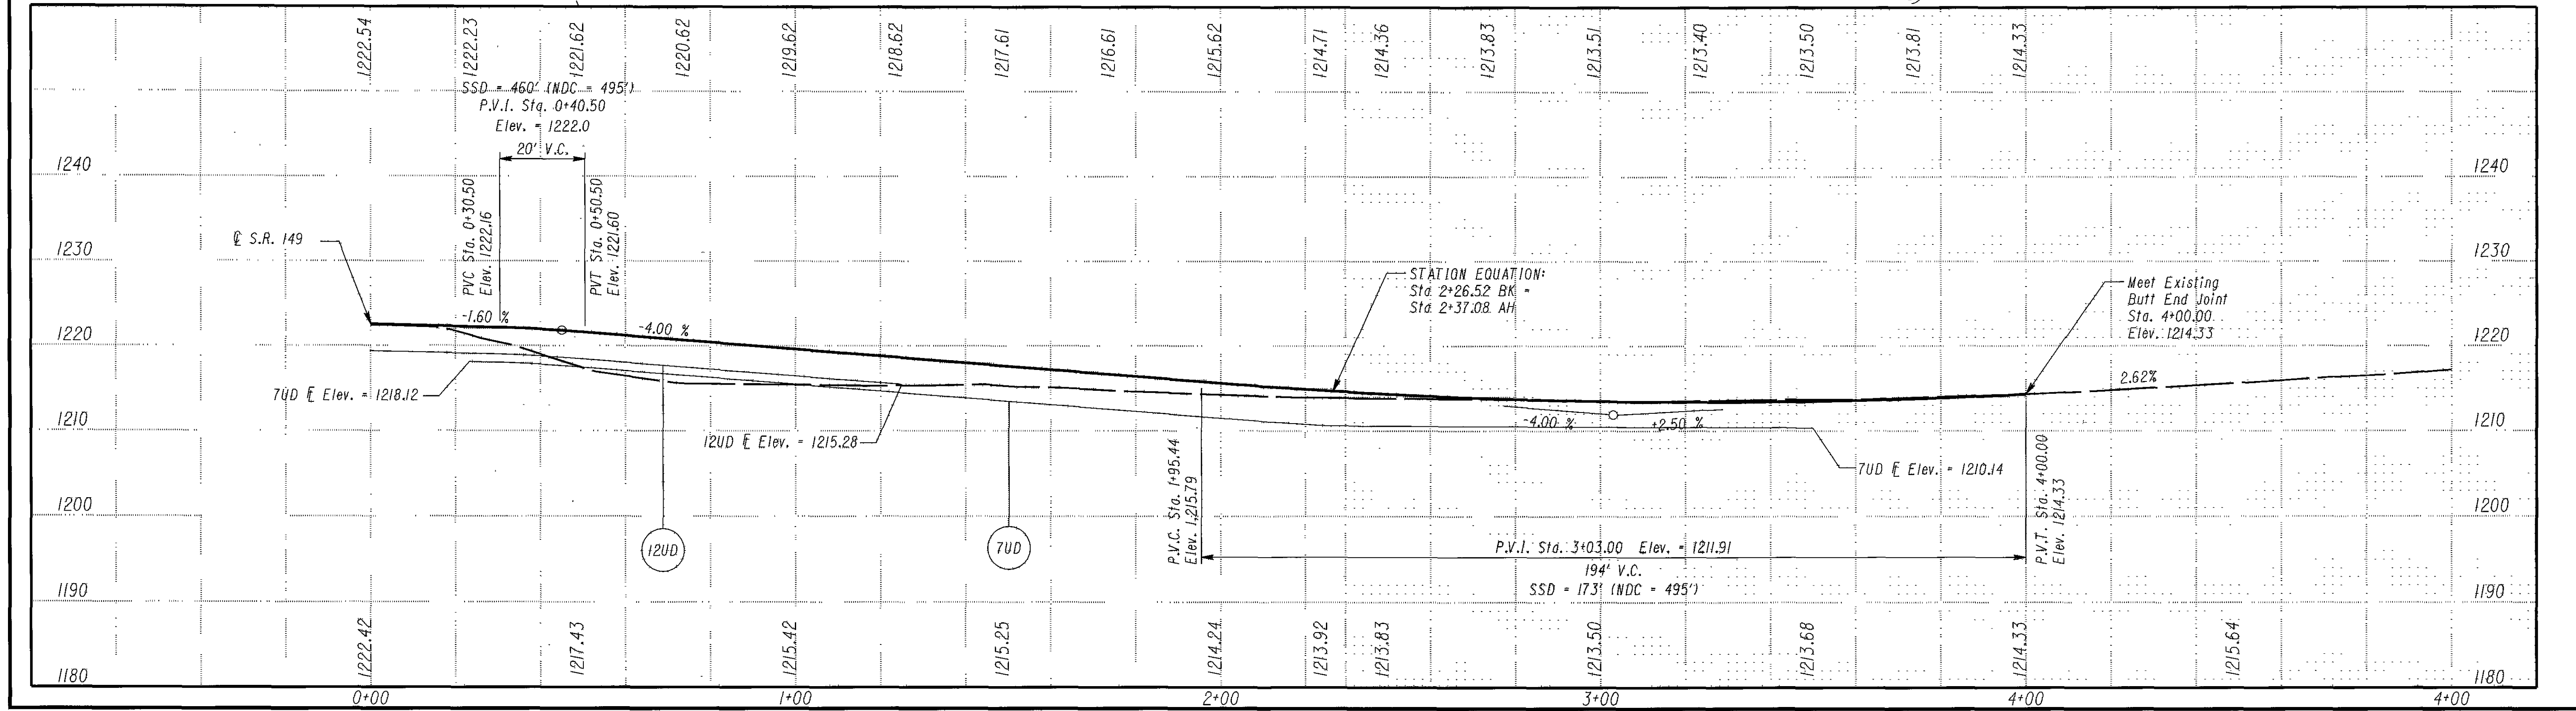 1222.54
1222.23
1221.62
1220.62
1219.62
1218.62
1217.61
1216.61
1215.62
1214.71
1214.36
1213.83
1213.51
1213.40
1213.50
1213.81
1214.33
SSD = 460' (NDC = 495')
P.V.I. Sta. 0+40.50
Elev. = 1222.0
20' V.C.
PVC Sta. 0+30.50
Elev. 1222.16
PVT Sta. 0+50.50
Elev. 1221.60
1240
1240
℄ S.R. 149
1230
1230
STATION EQUATION:
Sta. 2+26.52 BK =
Sta. 2+37.08 AH
Meet Existing
Butt End Joint
Sta. 4+00.00
Elev. 1214.33
-1.60 %
-4.00 %
1220
1220
2.62%
7UD ℄ Elev. = 1218.12
12UD ℄ Elev. = 1215.28
1210
-4.00 %
+2.50 %
1210
7UD ℄ Elev. = 1210.14
P.V.C. Sta. 1+95.44
Elev. 1,215.79
P.V.T. Sta. 4+00.00
Elev. 1214.33
1200
1200
12UD
7UD
P.V.I. Sta. 3+03.00 Elev. = 1211.91
194' V.C.
SSD = 173' (NDC = 495')
1190
1190
1222.42
1217.43
1215.42
1215.25
1214.24
1213.92
1213.83
1213.50
1213.68
1214.33
1215.64
1180
1180
0+00
1+00
2+00
3+00
4+00
4+00